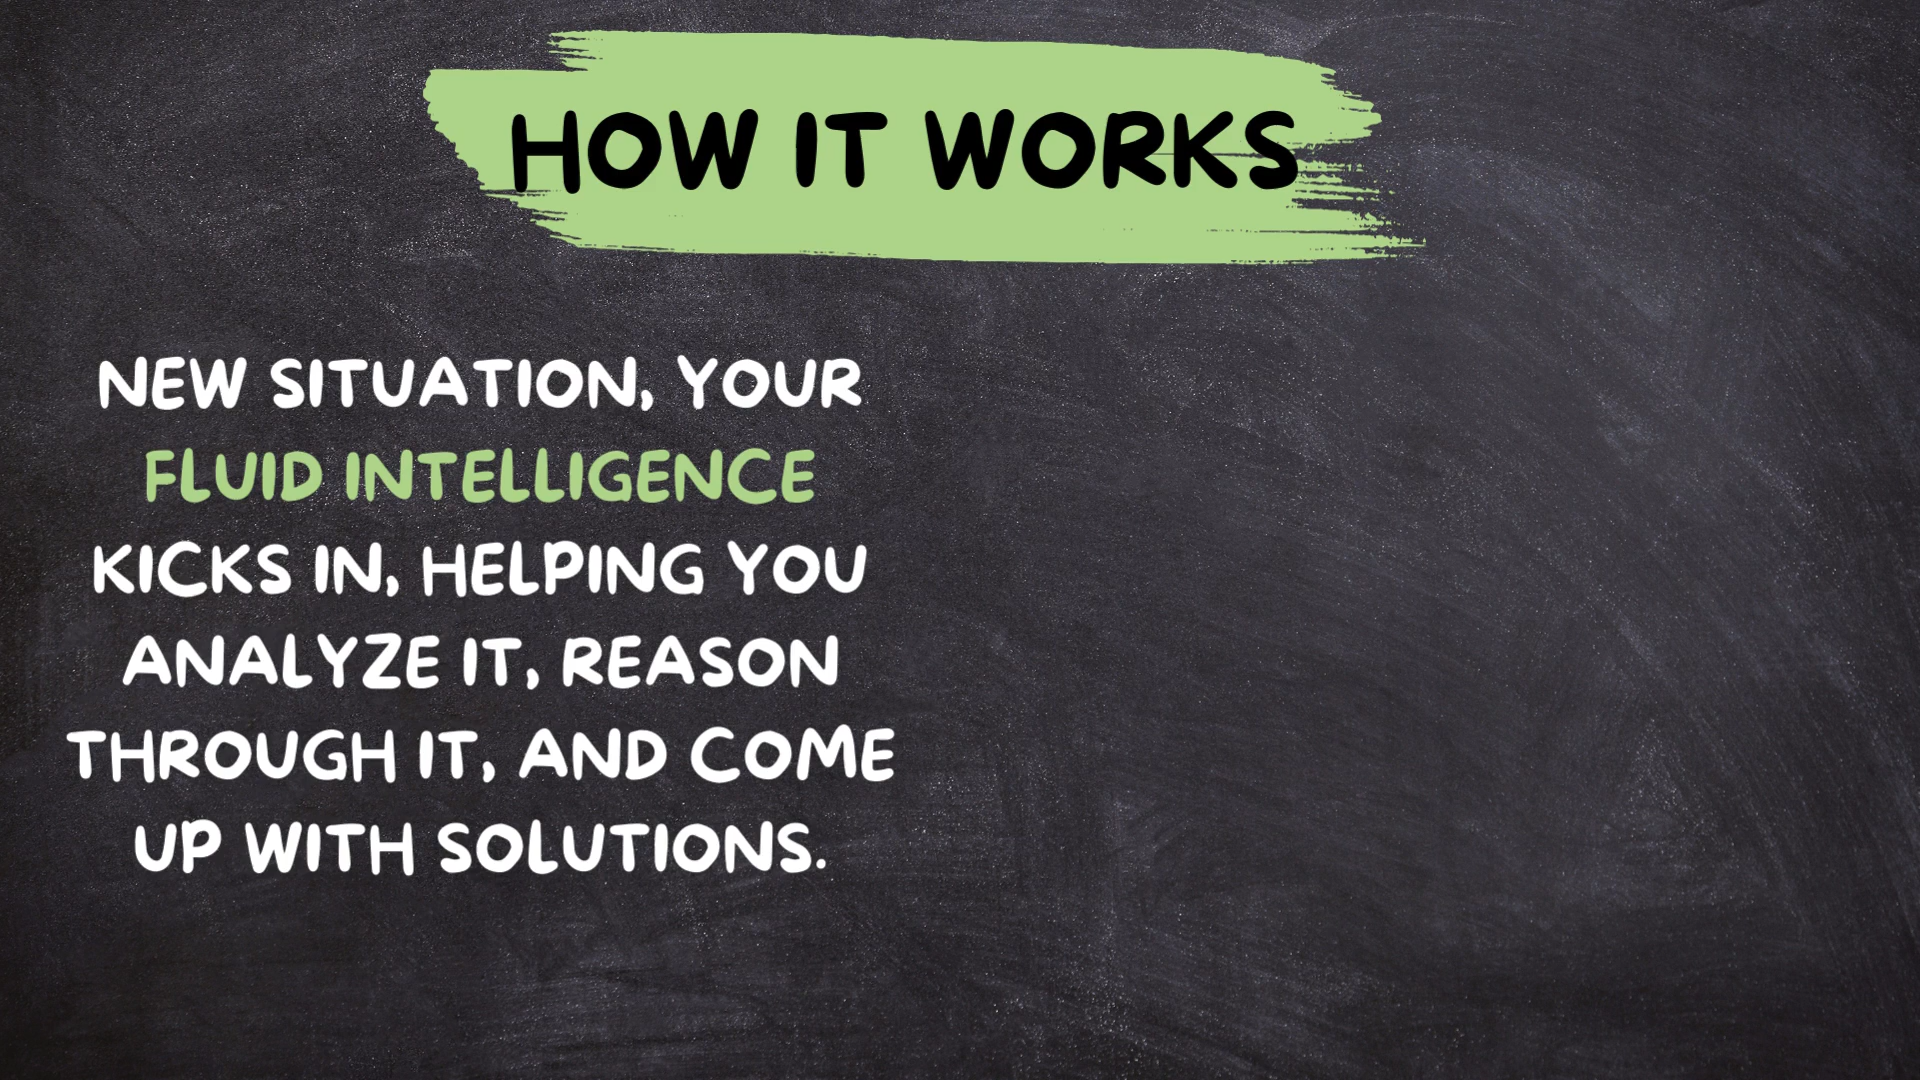 HOW IT WORKS
NEW SITUATION, YOUR
FLUID INTELLIGENCE
KICKS IN, HELPING YOU
ANALYZE IT, REASON
THROUGH IT, AND COME
UP WITH SOLUTIONS.